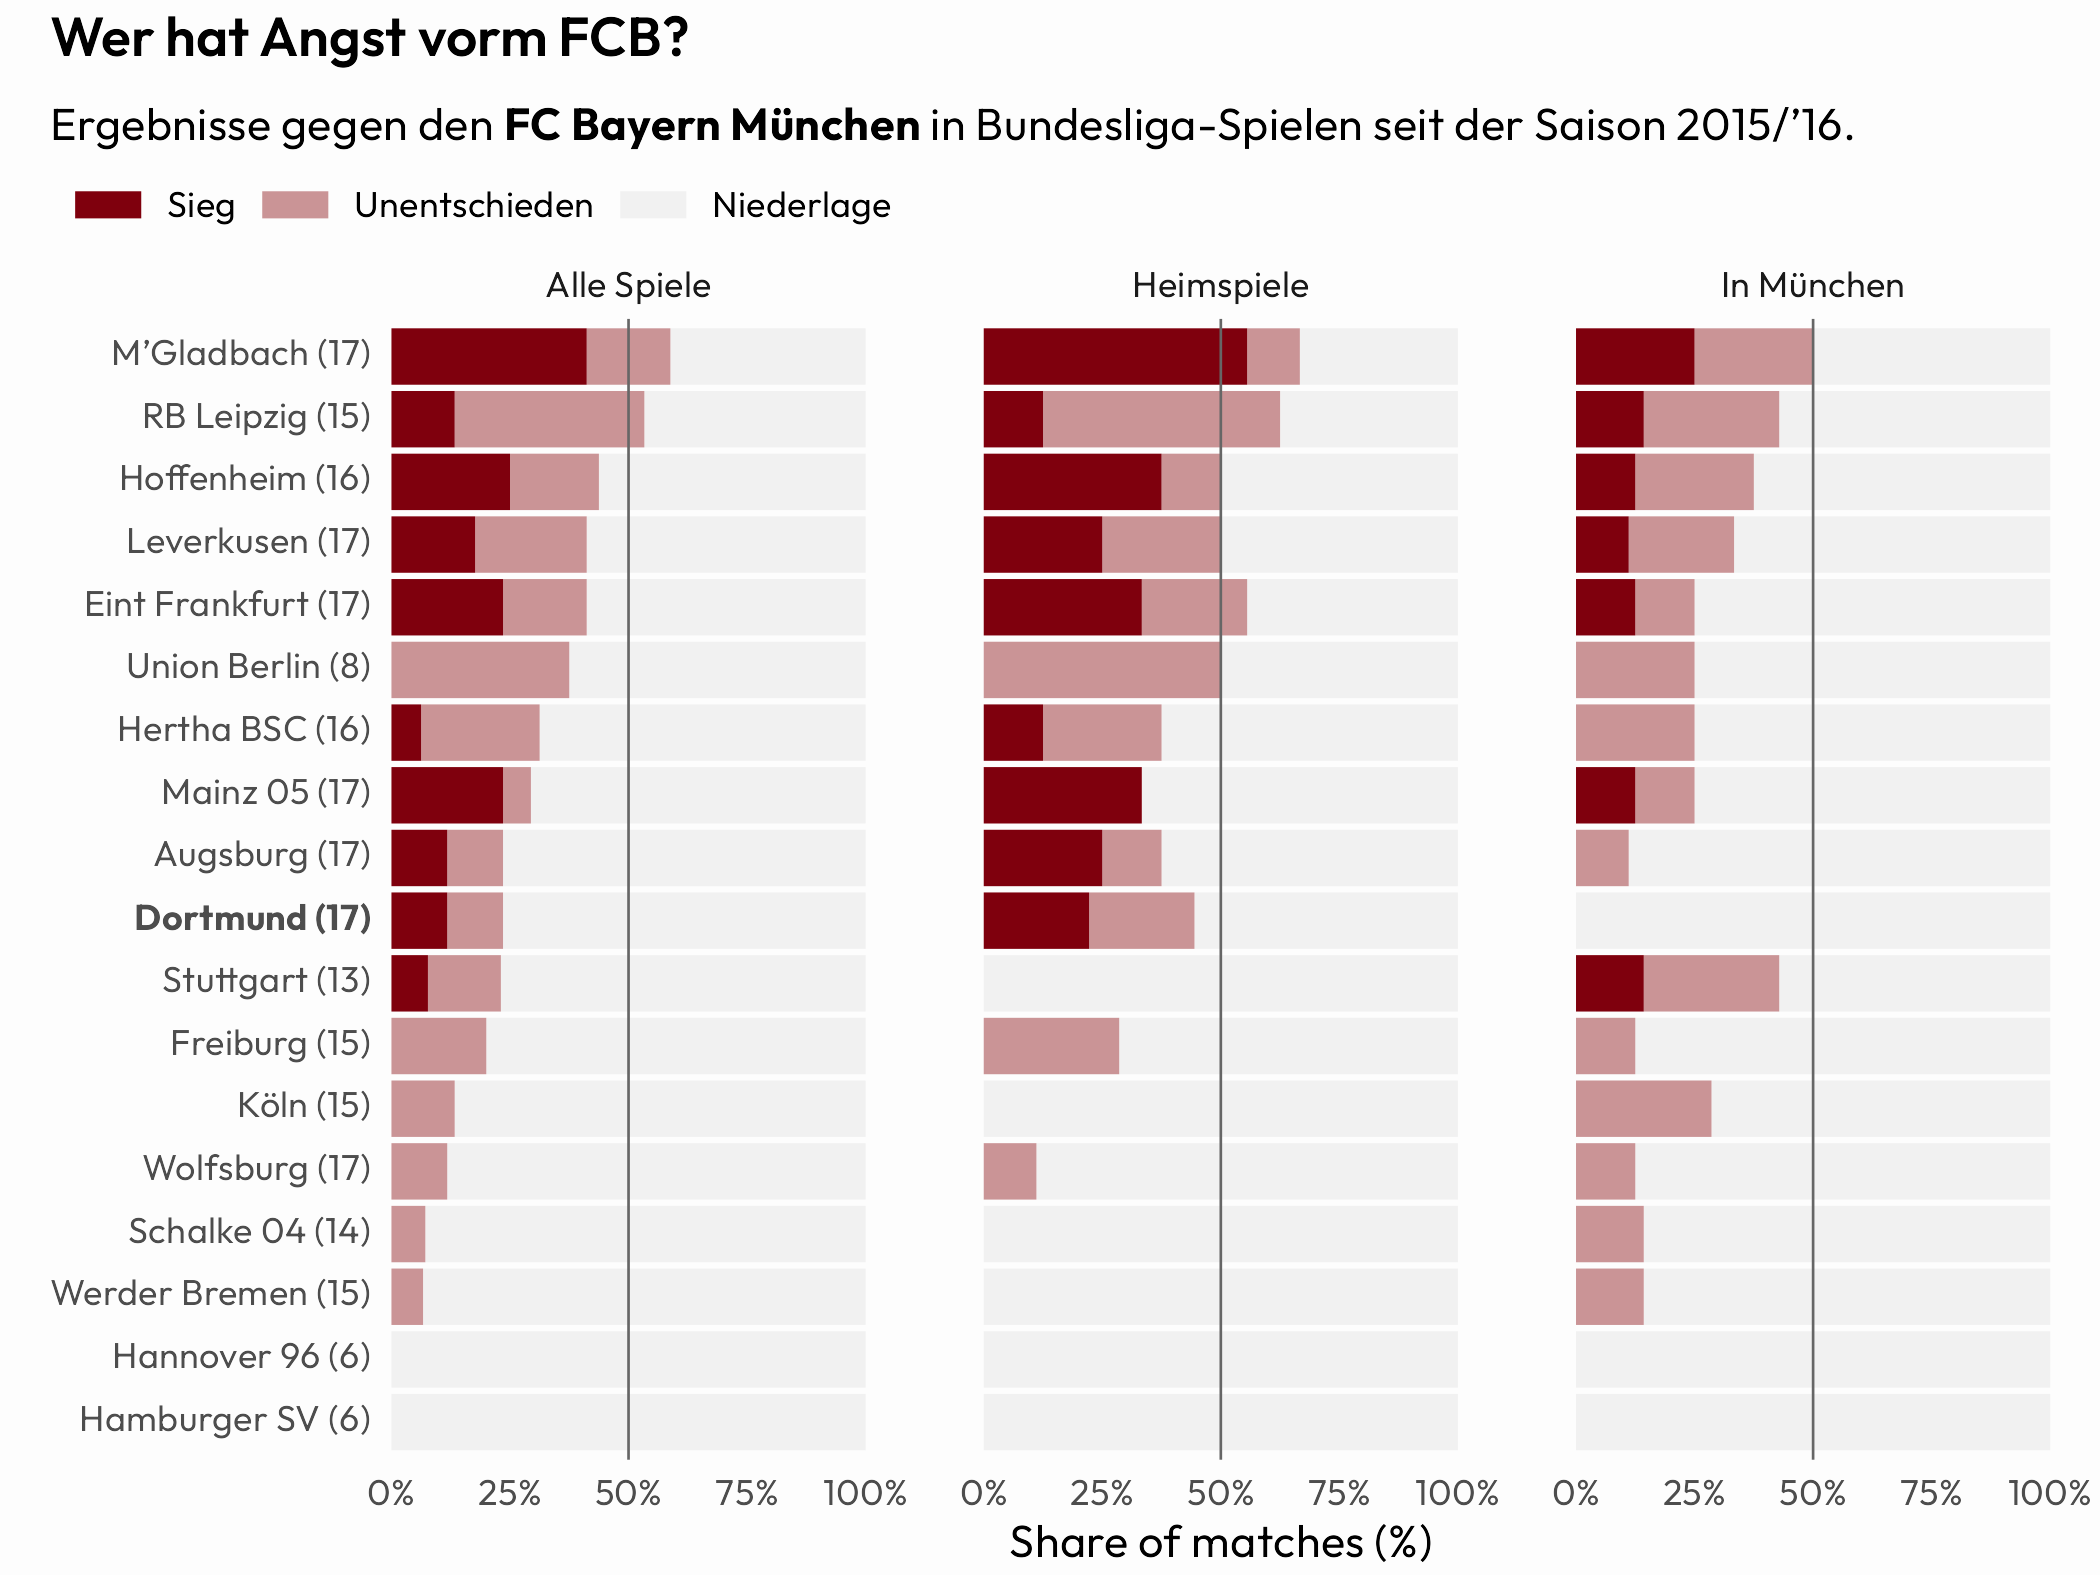 Wer hat Angst vorm FCB?
Ergebnisse gegen den FC Bayern München in Bundesliga-Spielen seit der Saison 2015/’16.
Sieg Unentschieden Niederlage
Alle Spiele Heimspiele In München
M’Gladbach (17)
RB Leipzig (15)
Hoffenheim (16)
Leverkusen (17)
Eint Frankfurt (17)
Union Berlin (8)
Hertha BSC (16)
Mainz 05 (17)
Augsburg (17)
Dortmund (17)
Stuttgart (13)
Freiburg (15)
Köln (15)
Wolfsburg (17)
Schalke 04 (14)
Werder Bremen (15)
Hannover 96 (6)
Hamburger SV (6)
0% 25% 50% 75% 100% 0% 25% 50% 75% 100% 0% 25% 50% 75% 100%
Share of matches (%)